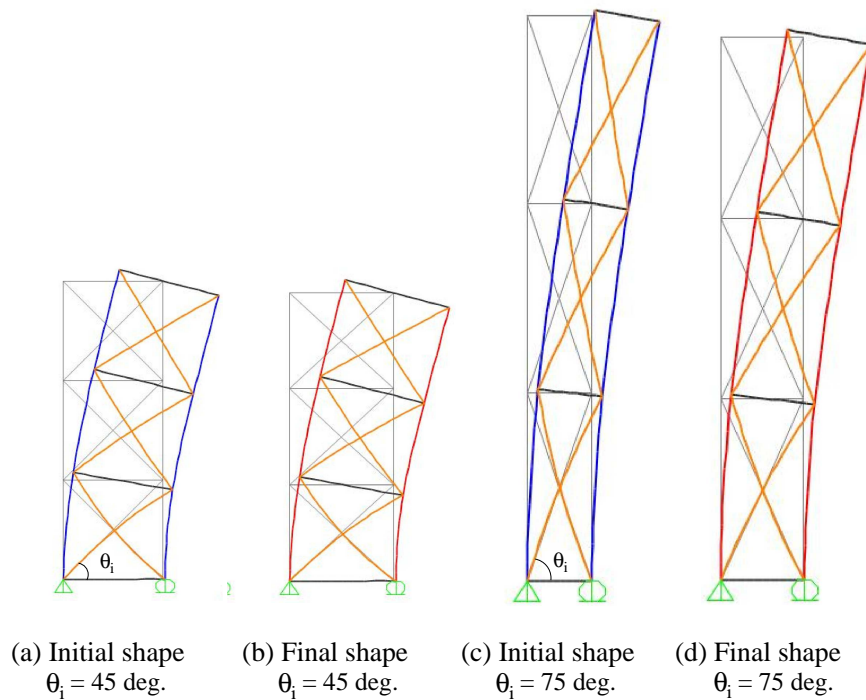 θi
θi
(a) Initial shape
θi = 45 deg.
(b) Final shape
θi = 45 deg.
(c) Initial shape
θi = 75 deg.
(d) Final shape
θi = 75 deg.